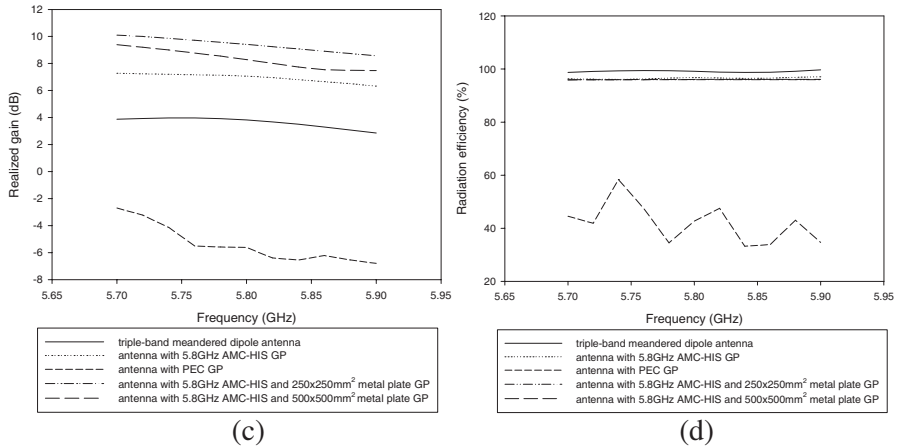 12
10
8
6
4
2
0
-2
-4
-6
-8
Realized gain (dB)
5.65 5.70 5.75 5.80 5.85 5.90 5.95
Frequency (GHz)
triple-band meandered dipole antenna
antenna with 5.8GHz AMC-HIS GP
antenna with PEC GP
antenna with 5.8GHz AMC-HIS and 250x250mm² metal plate GP
antenna with 5.8GHz AMC-HIS and 500x500mm² metal plate GP
(c)
120
100
80
60
40
20
Radiation efficiency (%)
5.65 5.70 5.75 5.80 5.85 5.90 5.95
Frequency (GHz)
triple-band meandered dipole antenna
antenna with 5.8GHz AMC-HIS GP
antenna with PEC GP
antenna with 5.8GHz AMC-HIS and 250x250mm² metal plate GP
antenna with 5.8GHz AMC-HIS and 500x500mm² metal plate GP
(d)